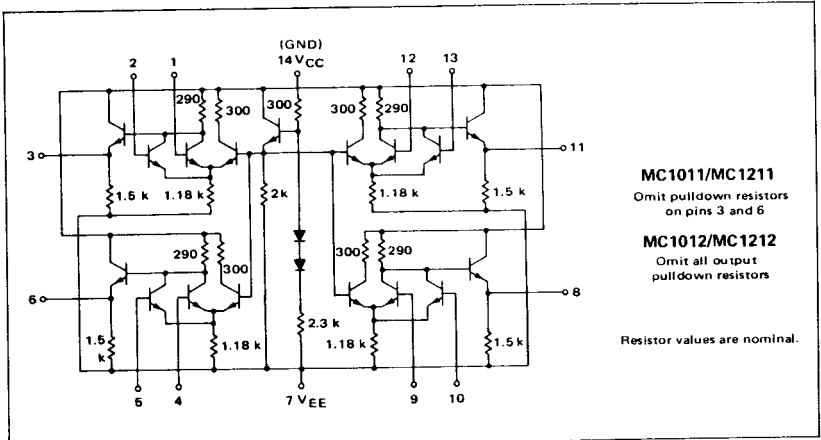 (GND)
2 1 14 VCC 12 13
290 300 300 300 290
3 11
1.5 k 1.18 k 2k 1.18 k 1.5 k
290 300 300 290
6 8
1.5 k 1.18 k 2.3 k 1.18 k 1.5 k
5 4 7 VEE 9 10
MC1011/MC1211
Omit pulldown resistors
on pins 3 and 6
MC1012/MC1212
Omit all output
pulldown resistors
Resistor values are nominal.